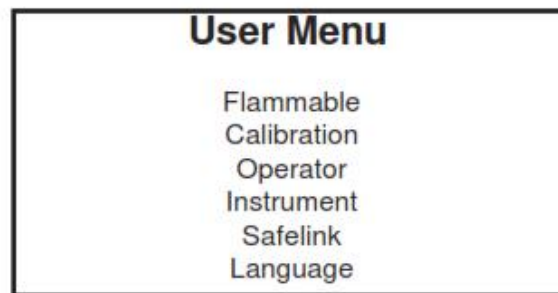 User Menu
Flammable
Calibration
Operator
Instrument
Safelink
Language